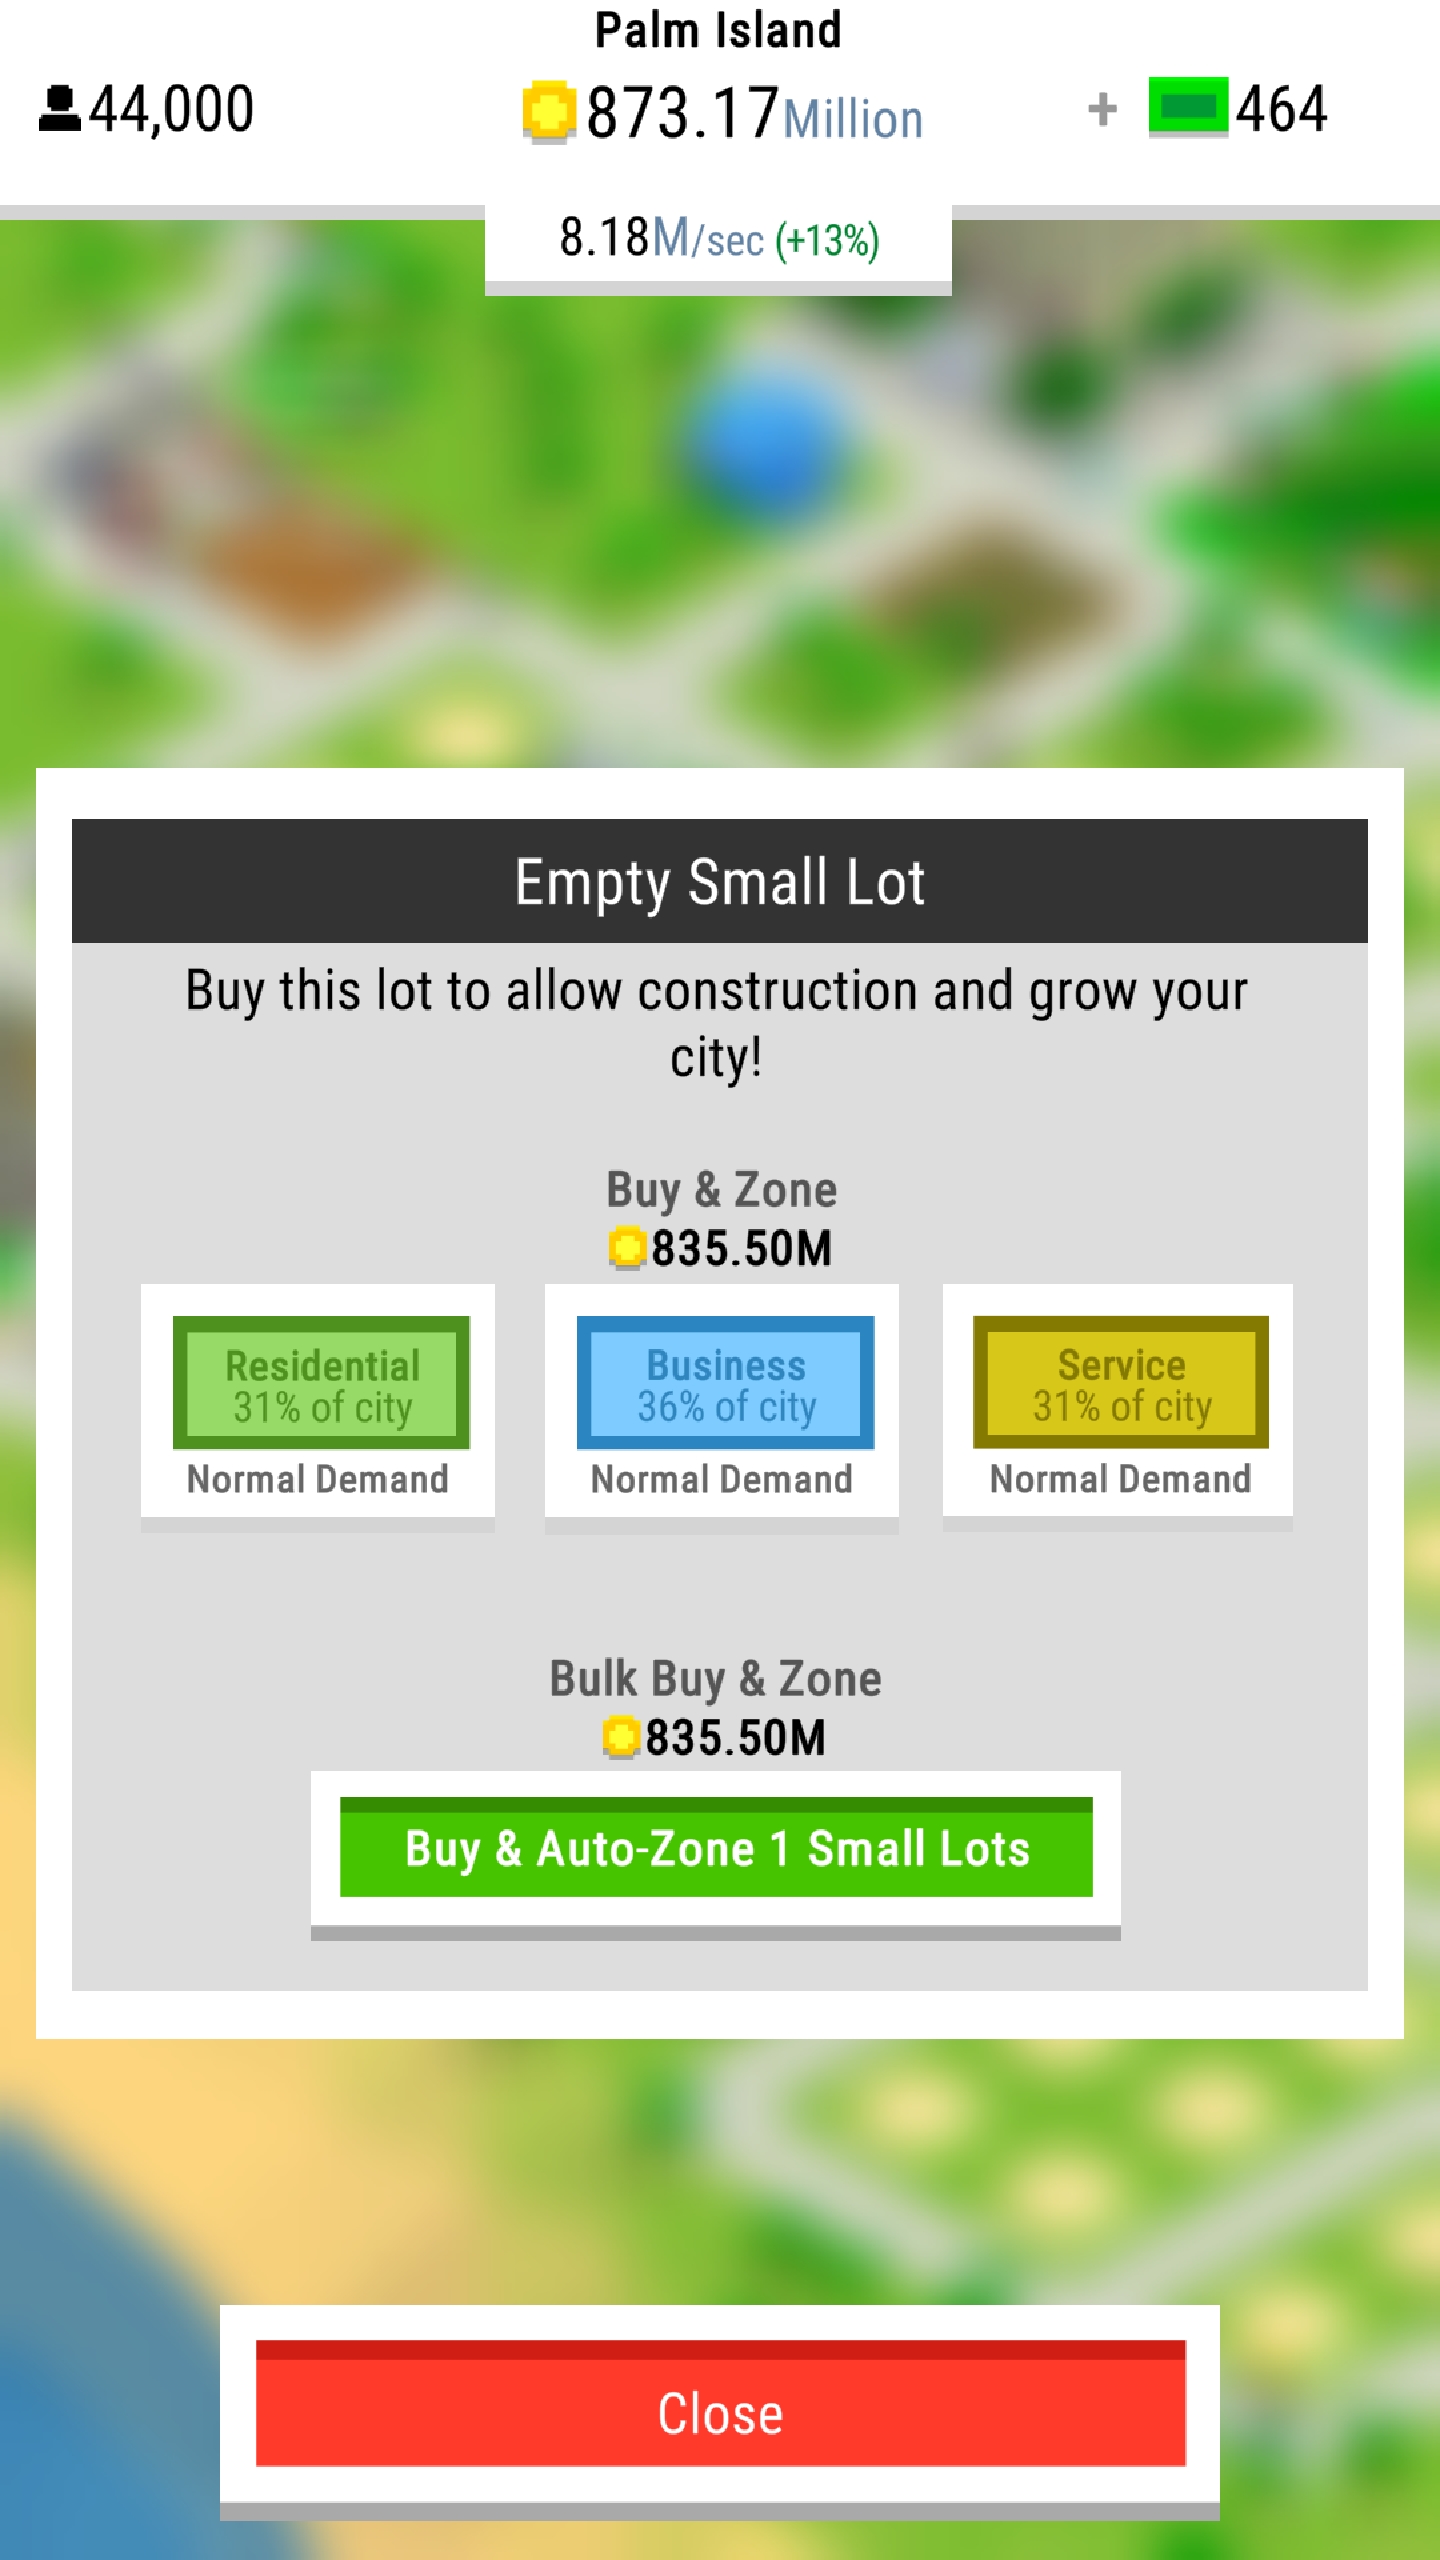 Palm Island
44,000
873.17Million
+ 464
8.18M/sec (+13%)
Empty Small Lot
Buy this lot to allow construction and grow your
city!
Buy & Zone
835.50M
Residential
31% of city
Normal Demand
Business
36% of city
Normal Demand
Service
31% of city
Normal Demand
Bulk Buy & Zone
835.50M
Buy & Auto-Zone 1 Small Lots
Close